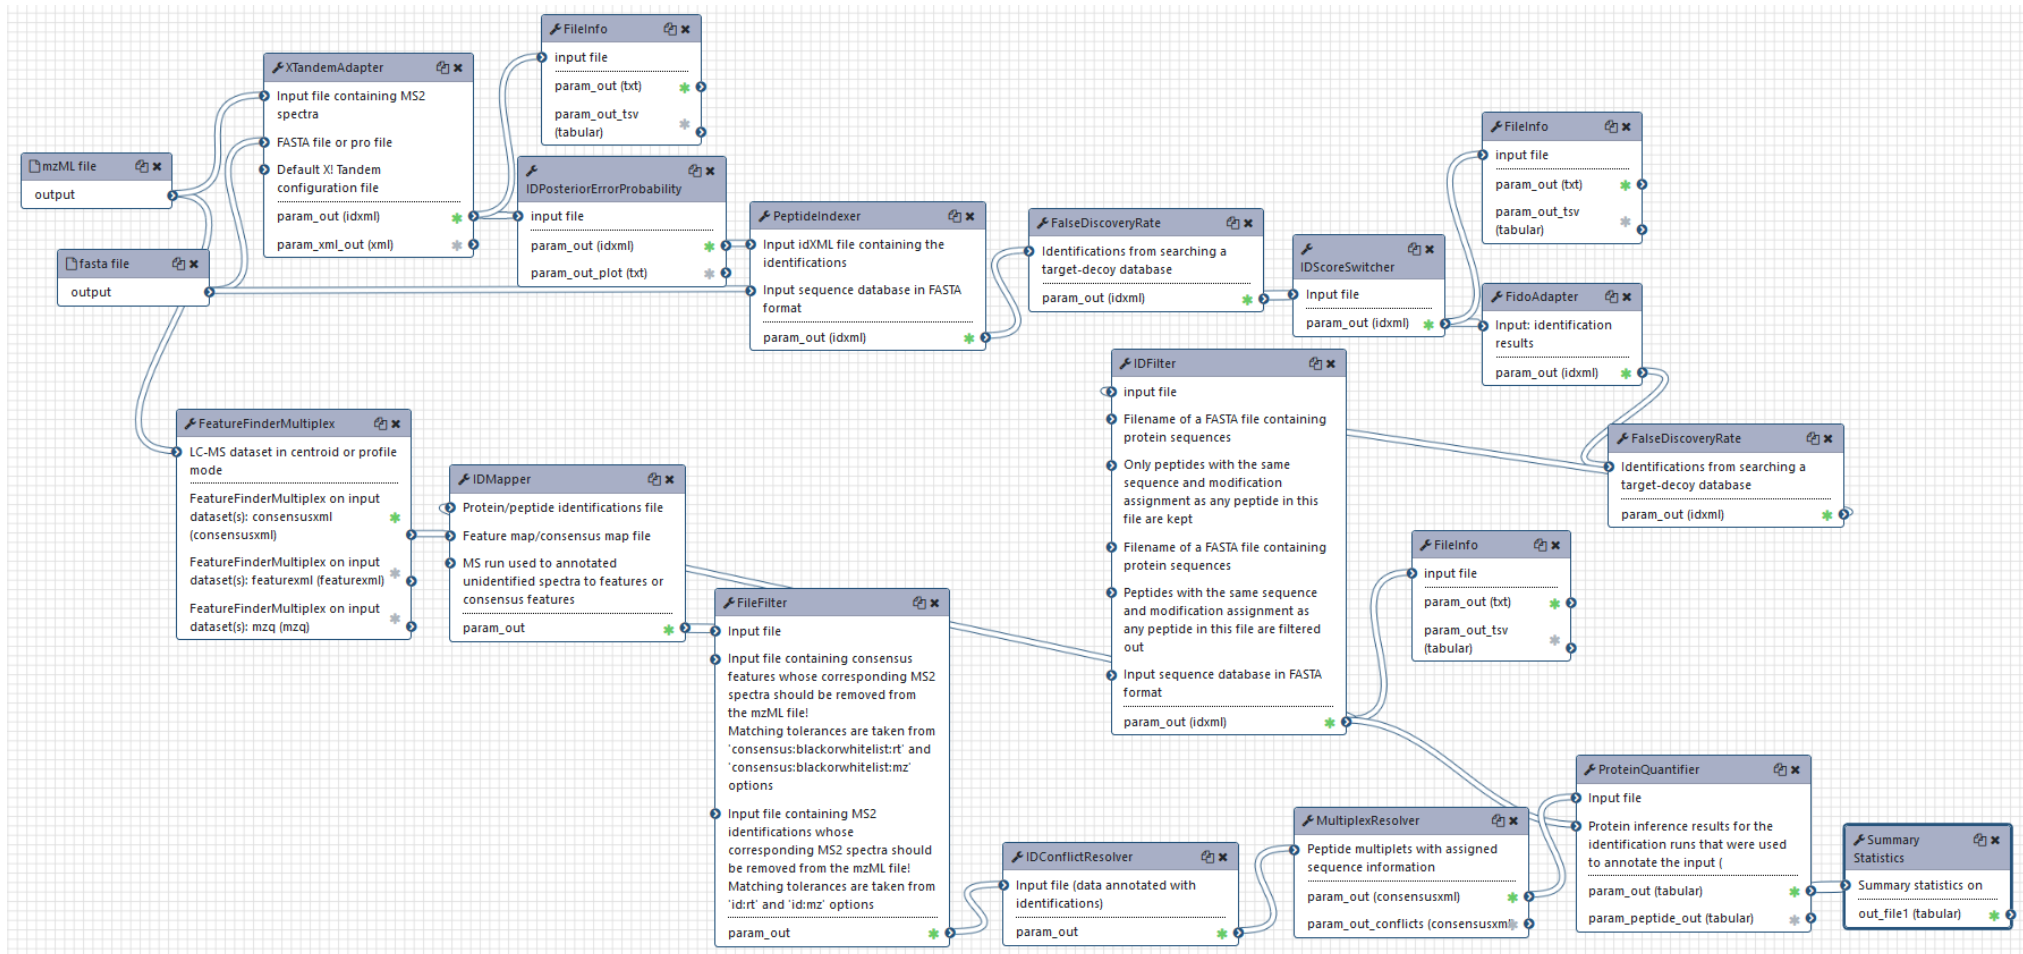 mzML file
output
fasta file
output
XTandemAdapter
Input file containing MS2
spectra
FASTA file or pro file
Default X! Tandem
configuration file
param_out (idxml)
param_xml_out (xml)
FileInfo
input file
param_out (txt)
param_out_tsv
(tabular)
IDPosteriorErrorProbability
input file
param_out (idxml)
param_out_plot (txt)
PeptideIndexer
Input idXML file containing the
identifications
Input sequence database in FASTA
format
param_out (idxml)
FalseDiscoveryRate
Identifications from searching a
target-decoy database
param_out (idxml)
IDScoreSwitcher
Input file
param_out (idxml)
FileInfo
input file
param_out (txt)
param_out_tsv
(tabular)
FidoAdapter
Input: identification
results
param_out (idxml)
FalseDiscoveryRate
Identifications from searching a
target-decoy database
param_out (idxml)
IDFilter
input file
Filename of a FASTA file containing
protein sequences
Only peptides with the same
sequence and modification
assignment as any peptide in this
file are kept
Filename of a FASTA file containing
protein sequences
Peptides with the same sequence
and modification assignment as
any peptide in this file are filtered
out
Input sequence database in FASTA
format
param_out (idxml)
FileInfo
input file
param_out (txt)
param_out_tsv
(tabular)
FeatureFinderMultiplex
LC-MS dataset in centroid or profile
mode
FeatureFinderMultiplex on input
dataset(s): consensusxml
(consensusxml)
FeatureFinderMultiplex on input
dataset(s): featurexml (featurexml)
FeatureFinderMultiplex on input
dataset(s): mzq (mzq)
IDMapper
Protein/peptide identifications file
Feature map/consensus map file
MS run used to annotated
unidentified spectra to features or
consensus features
param_out
FileFilter
Input file
Input file containing consensus
features whose corresponding MS2
spectra should be removed from
the mzML file!
Matching tolerances are taken from
'consensus:blackorwhitelist:rt' and
'consensus:blackorwhitelist:mz'
options
Input file containing MS2
identifications whose
corresponding MS2 spectra should
be removed from the mzML file!
Matching tolerances are taken from
'id:rt' and 'id:mz' options
param_out
IDConflictResolver
Input file (data annotated with
identifications)
param_out
MultiplexResolver
Peptide multiplets with assigned
sequence information
param_out (consensusxml)
param_out_conflicts (consensusxml
ProteinQuantifier
Input file
Protein inference results for the
identification runs that were used
to annotate the input (
param_out (tabular)
param_peptide_out (tabular)
Summary
Statistics
Summary statistics on
out_file1 (tabular)